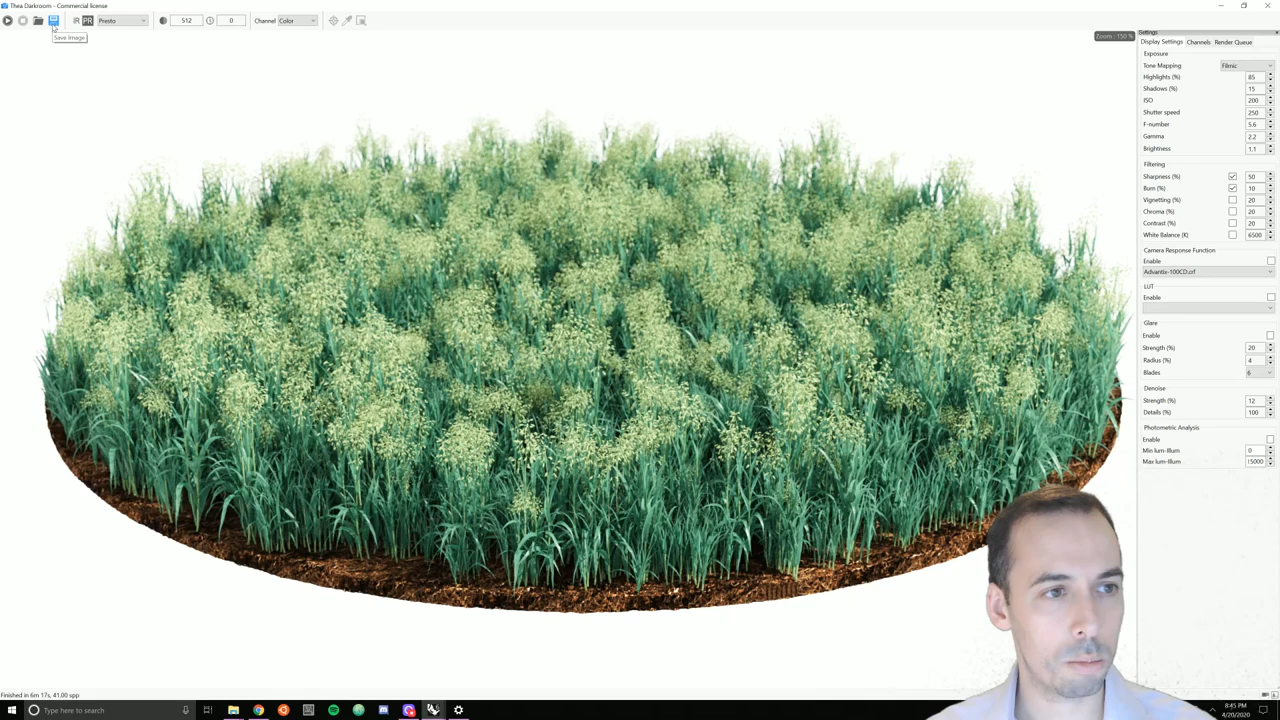 Thea Darkroom - Commercial license
IR PR Presto 512 0 Channel Color
Save Image
Zoom : 150 %
Settings
Display Settings Channels Render Queue
Exposure
Tone Mapping Filmic
Highlights (%) 85
Shadows (%) 15
ISO 200
Shutter speed 250
F-number 5.6
Gamma 2.2
Brightness 1.1
Filtering
Sharpness (%) 50
Burn (%) 10
Vignetting (%) 20
Chroma (%) 20
Contrast (%) 20
White Balance (K) 6500
Camera Response Function
Enable
Advantix-100CD.crf
LUT
Enable
Glare
Enable
Strength (%) 20
Radius (%) 4
Blades 6
Denoise
Strength (%) 12
Details (%) 100
Photometric Analysis
Enable
Min lum-Illum 0
Max lum-Illum 15000
Finished in 6m 17s, 41.00 spp
Type here to search
8:45 PM
4/20/2020